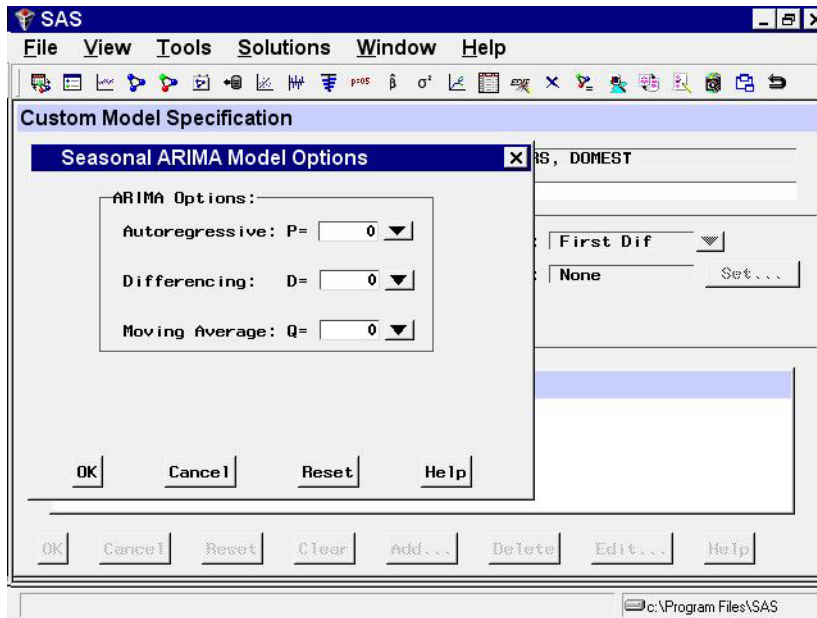 SAS
File View Tools Solutions Window Help
p=05 β̂ σ²
Custom Model Specification
Seasonal ARIMA Model Options
RS, DOMEST
ARIMA Options:
Autoregressive: P= 0
: First Dif
Differencing: D= 0
: None Set...
Moving Average: Q= 0
OK Cancel Reset Help
OK Cancel Reset Clear Add... Delete Edit... Help
c:\Program Files\SAS